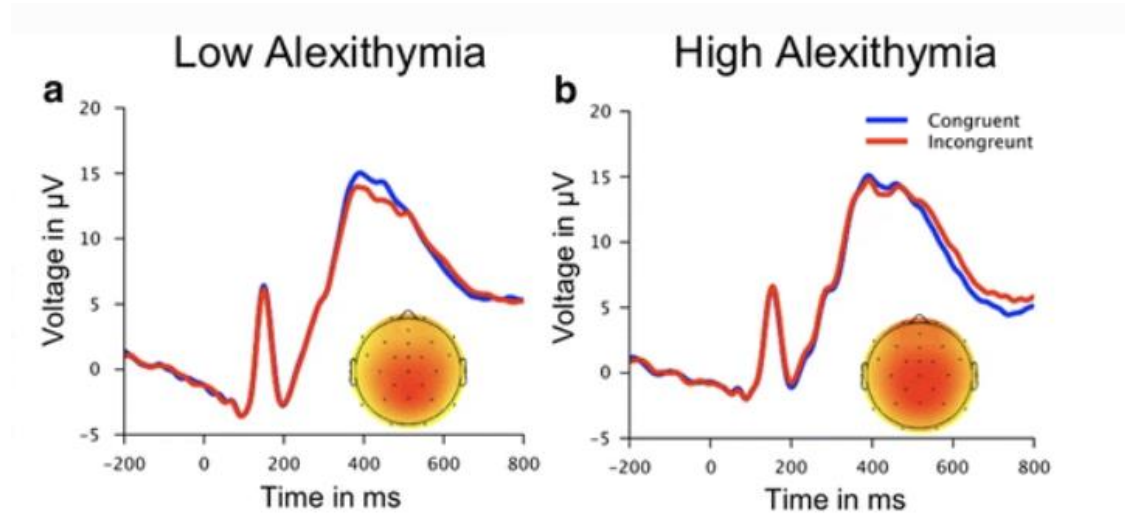 Low Alexithymia
High Alexithymia
a
20
15
10
5
0
-5
Voltage in µV
-200 0 200 400 600 800
Time in ms
b
20
15
10
5
0
-5
Voltage in µV
Congruent
Incongreunt
-200 0 200 400 600 800
Time in ms